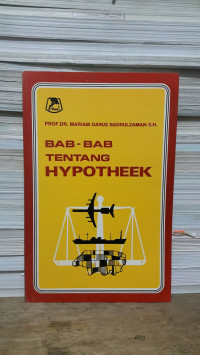 PROF. DR. MARIAM DARUS BADRULZAMAN S.H.
BAB - BAB
TENTANG
HYPOTHEEK